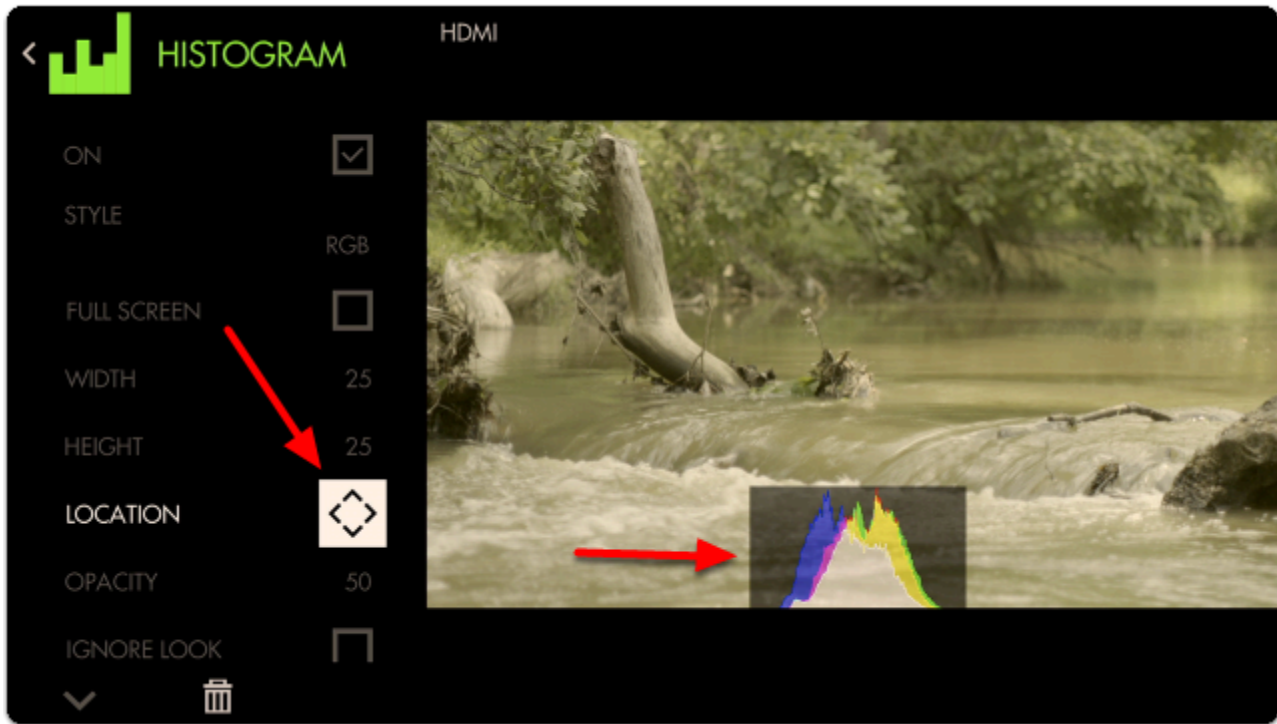 HISTOGRAM
HDMI
ON
STYLE
RGB
FULL SCREEN
WIDTH 25
HEIGHT 25
LOCATION
OPACITY 50
IGNORE LOOK